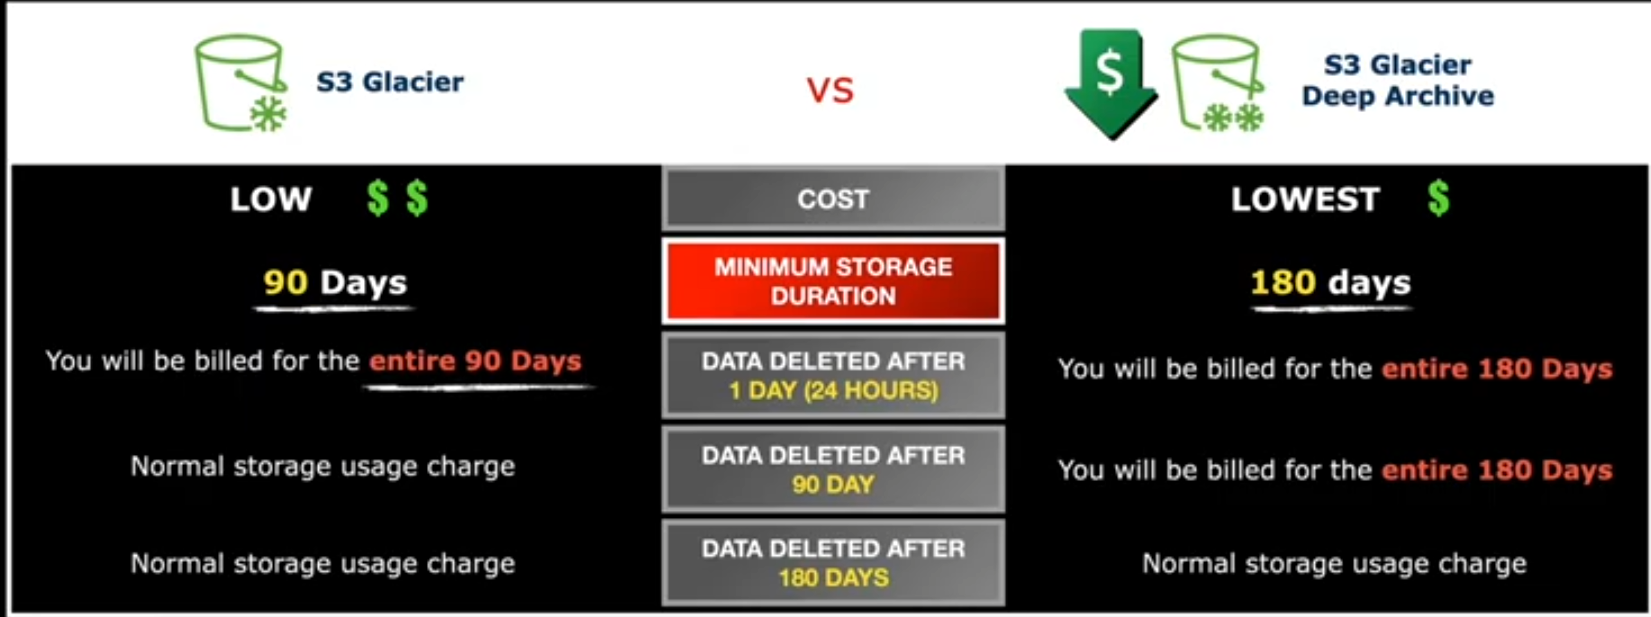 S3 Glacier
VS
$
S3 Glacier
Deep Archive
LOW $ $
COST
LOWEST $
90 Days
MINIMUM STORAGE
DURATION
180 days
You will be billed for the entire 90 Days
DATA DELETED AFTER
1 DAY (24 HOURS)
You will be billed for the entire 180 Days
Normal storage usage charge
DATA DELETED AFTER
90 DAY
You will be billed for the entire 180 Days
Normal storage usage charge
DATA DELETED AFTER
180 DAYS
Normal storage usage charge